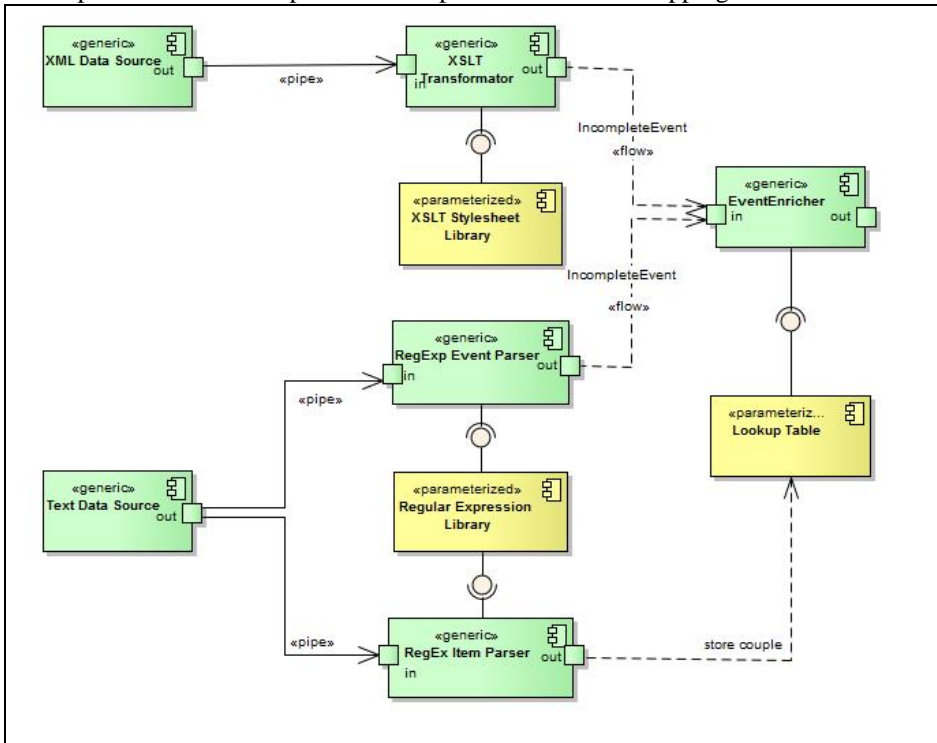 «generic»
XML Data Source
out
«pipe»
«generic»
XSLT
Transformator
in
out
IncompleteEvent
«flow»
«parameterized»
XSLT Stylesheet
Library
«generic»
EventEnricher
in
out
IncompleteEvent
«flow»
«generic»
RegExp Event Parser
in
out
«pipe»
«parameteriz...
Lookup Table
«generic»
Text Data Source
out
«parameterized»
Regular Expression
Library
«pipe»
«generic»
RegEx Item Parser
in
out
store couple